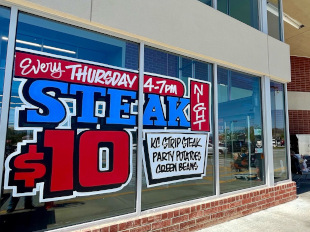 Every THURSDAY 4-7PM
STEAK
NIGHT
$10
KC STRIP STEAK
PARTY POTATOES
GREEN BEANS